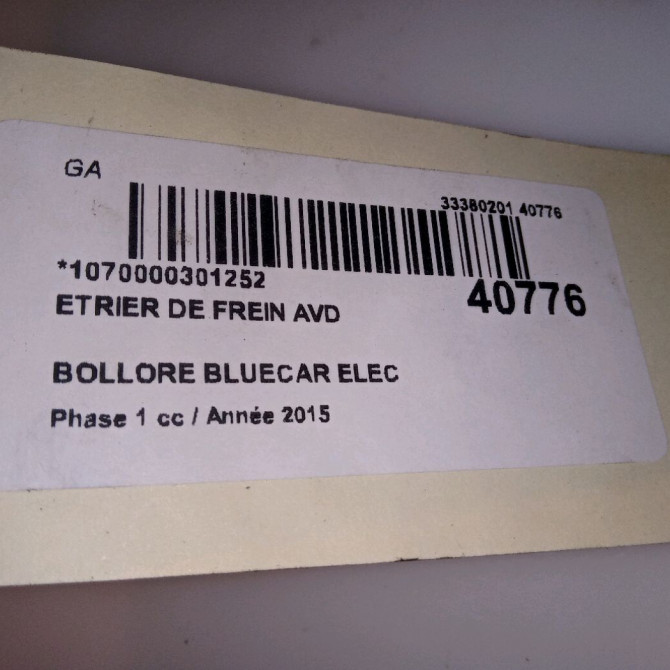 GA
33380201 40776
*1070000301252
40776
ETRIER DE FREIN AVD
BOLLORE BLUECAR ELEC
Phase 1 cc / Année 2015